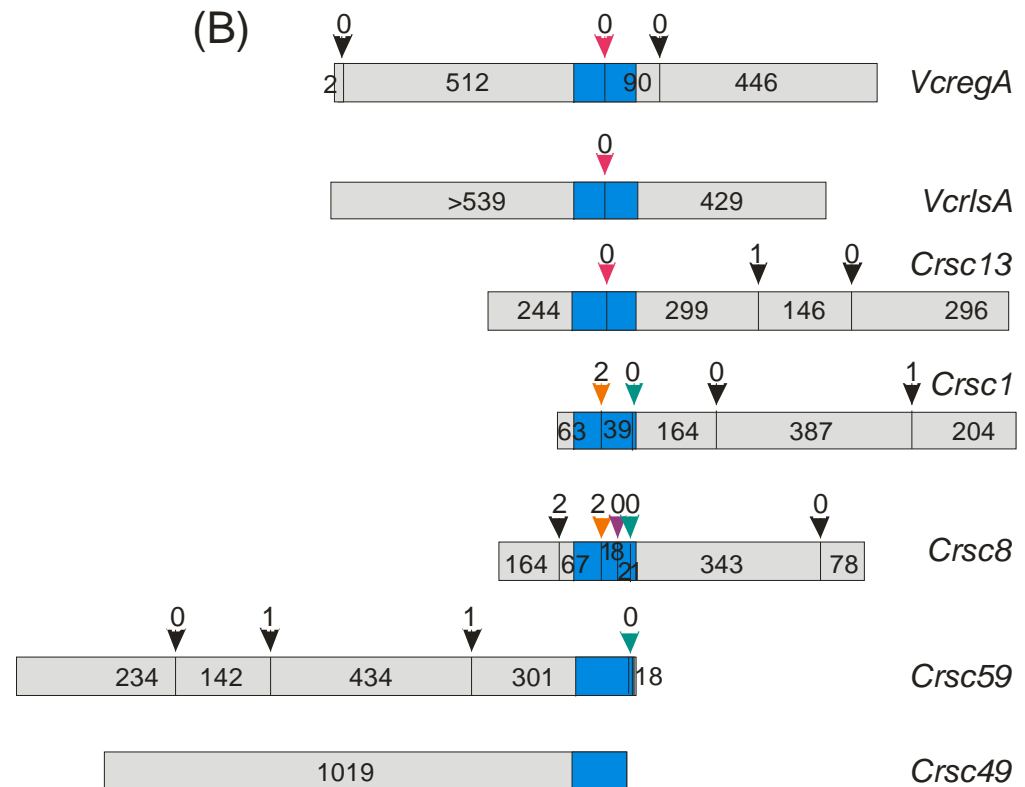 (B)
0 0 0
2 512 90 446 VcregA
0
>539 429 VcrlsA
0 1 0 Crsc13
244 299 146 296
2 0 0 1 Crsc1
63 39 164 387 204
2 2 0 0 0
164 67 18 21 343 78 Crsc8
0 1 1 0
234 142 434 301 18 Crsc59
1019 Crsc49